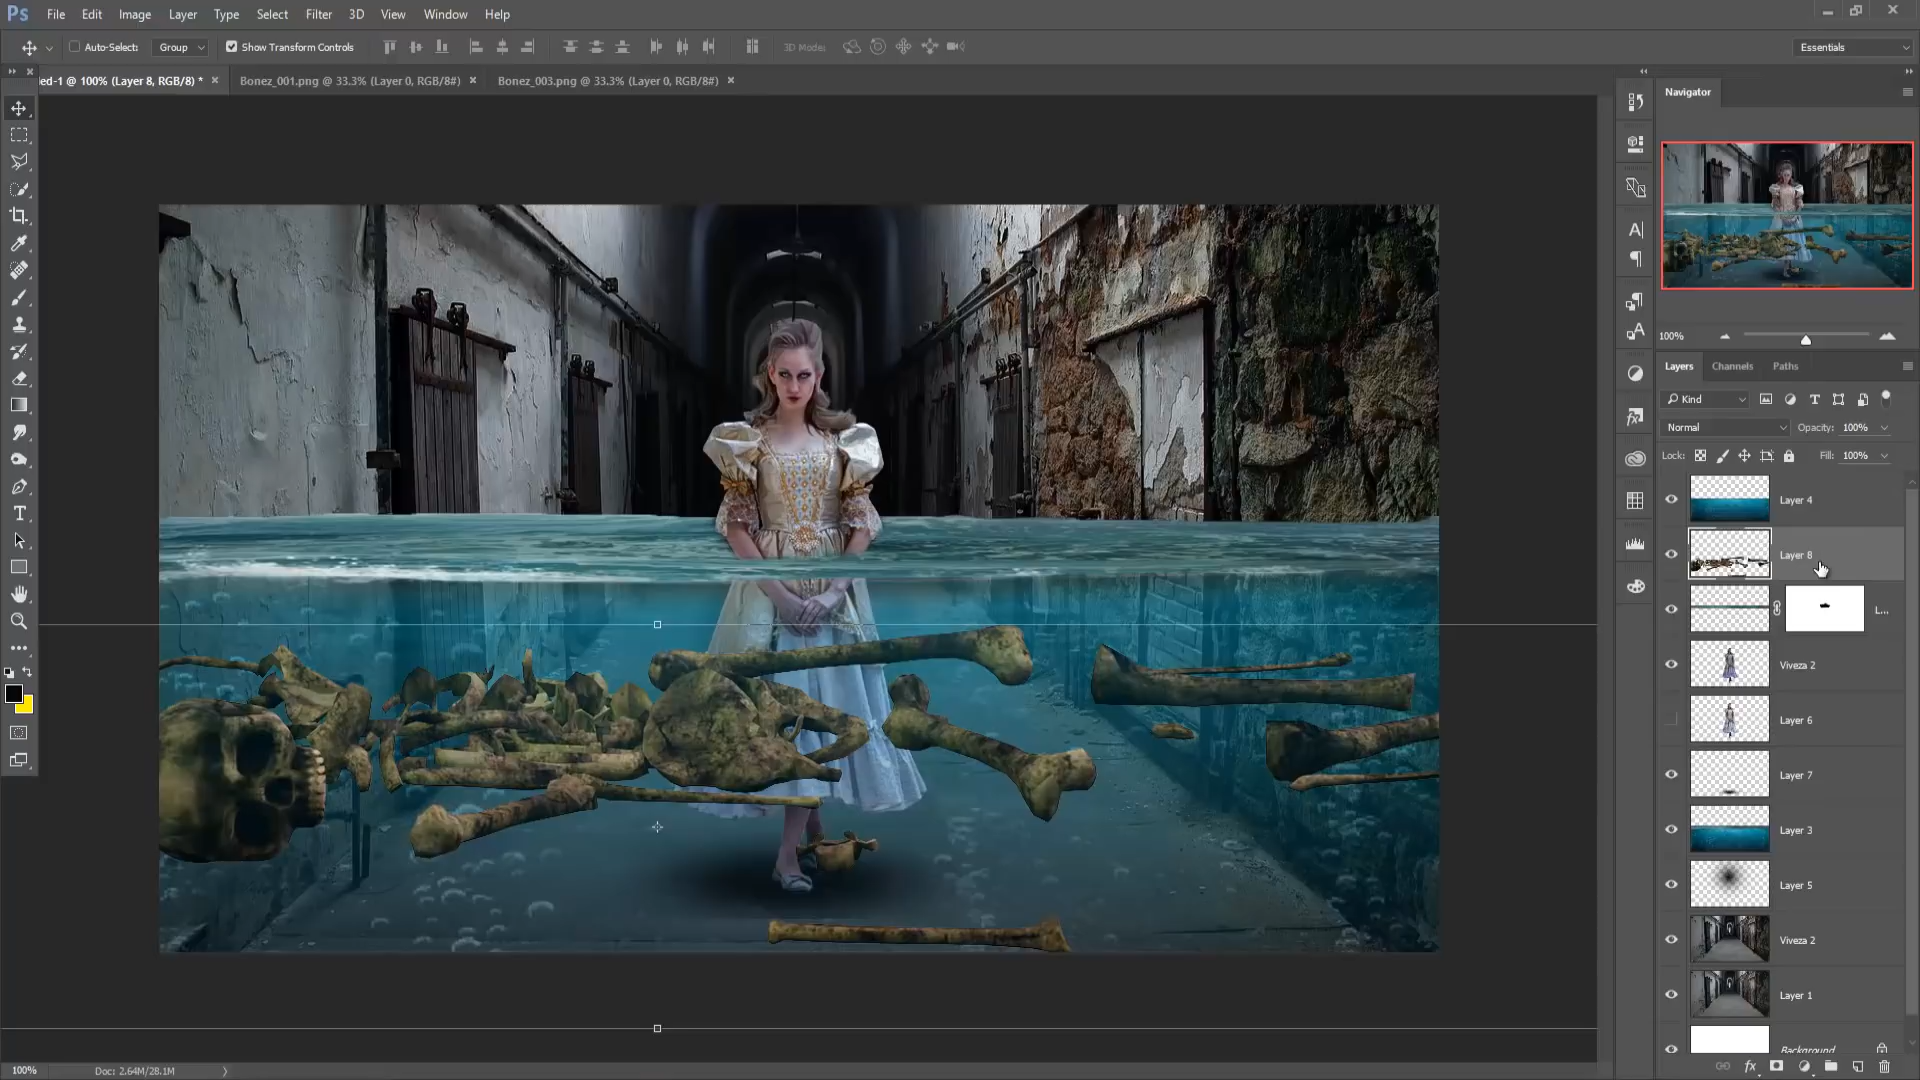 Ps File Edit Image Layer Type Select Filter 3D View Window Help
Auto-Select: Group Show Transform Controls 3D Mode: Essentials
ed-1 @ 100% (Layer 8, RGB/8) * × Bonez_001.png @ 33.3% (Layer 0, RGB/8#) × Bonez_003.png @ 33.3% (Layer 0, RGB/8#) ×
Navigator
100%
Layers Channels Paths
Kind
Normal Opacity: 100%
Lock: Fill: 100%
Layer 4
Layer 8
L...
Viveza 2
Layer 6
Layer 7
Layer 3
Layer 5
Viveza 2
Layer 1
Background
100% Doc: 2.64M/28.1M